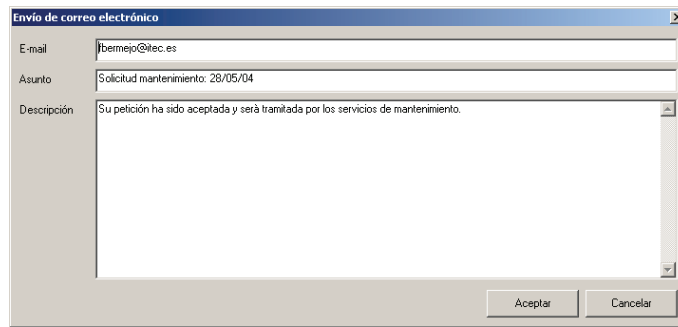 Envío de correo electrónico
E-mail fbermejo@itec.es
Asunto Solicitud mantenimiento: 28/05/04
Descripción Su petición ha sido aceptada y serà tramitada por los servicios de mantenimiento.
Aceptar Cancelar